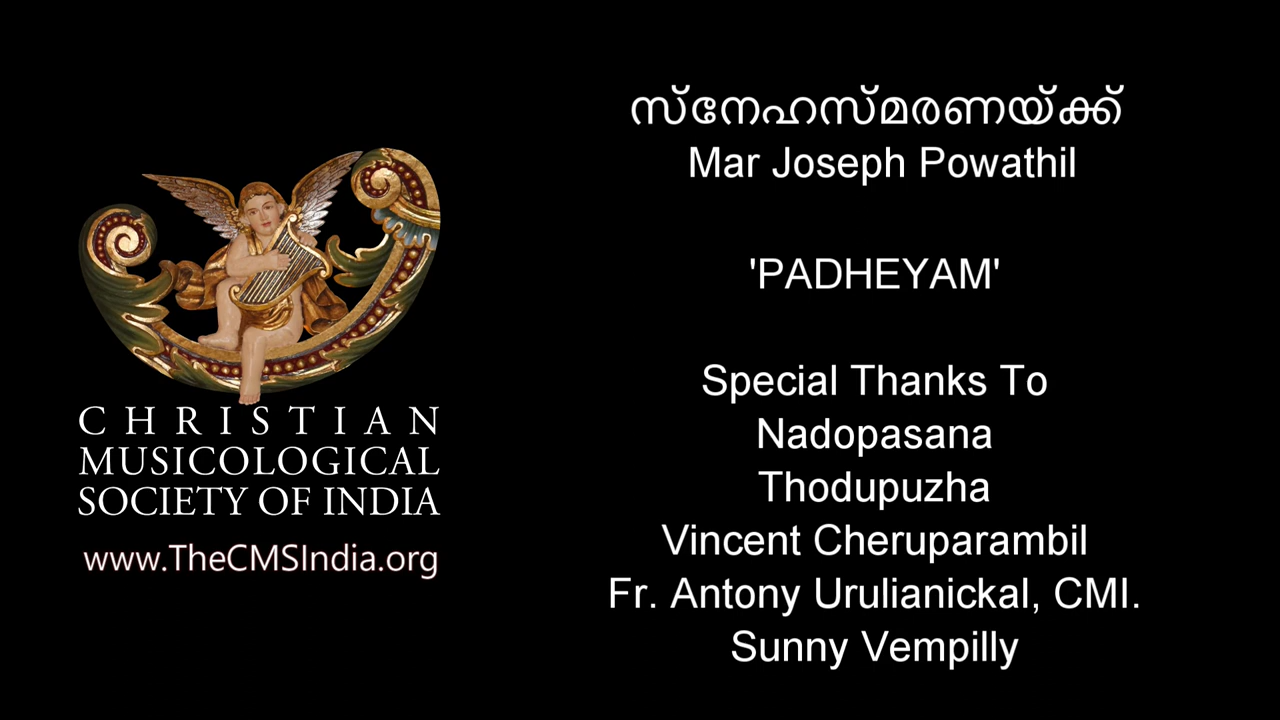 CHRISTIAN
MUSICOLOGICAL
SOCIETY OF INDIA
www.TheCMSIndia.org
സ്നേഹസ്മരണയ്ക്ക്
Mar Joseph Powathil
'PADHEYAM'
Special Thanks To
Nadopasana
Thodupuzha
Vincent Cheruparambil
Fr. Antony Urulianickal, CMI.
Sunny Vempilly